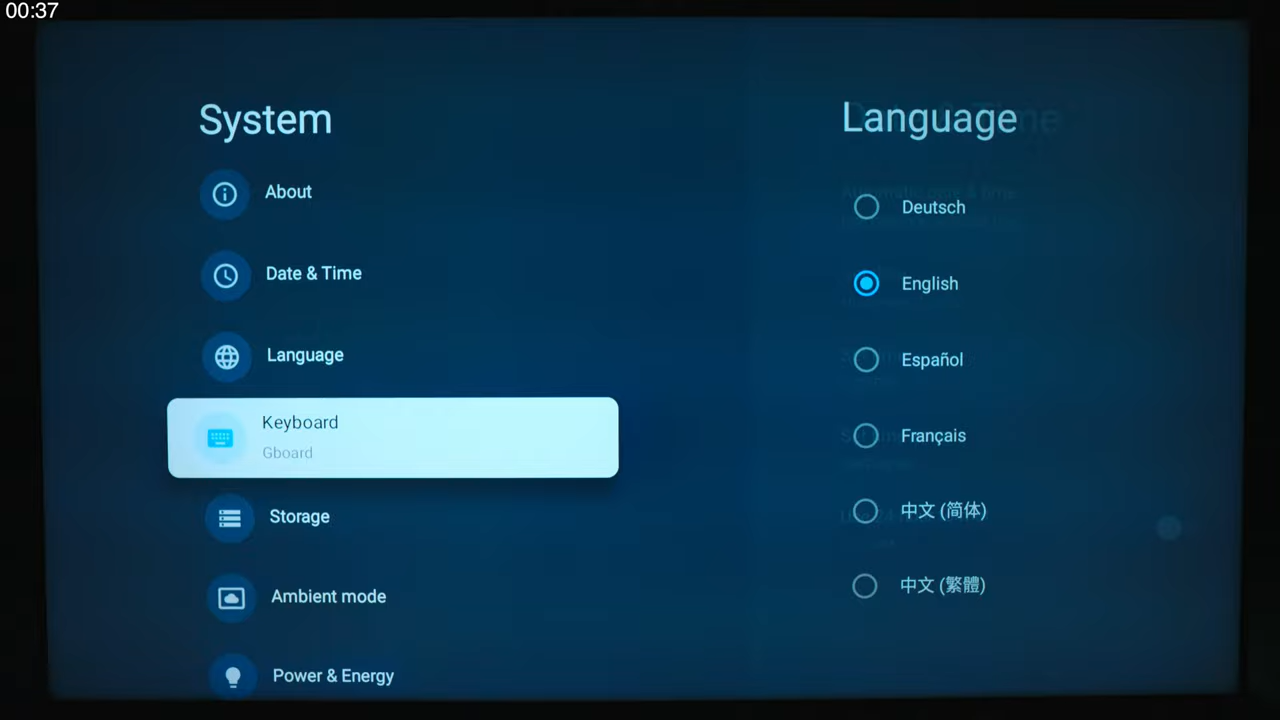 00:37
System
About
Date & Time
Language
Keyboard
Gboard
Storage
Ambient mode
Power & Energy
Language
Deutsch
English
Español
Français
中文 (简体)
中文 (繁體)